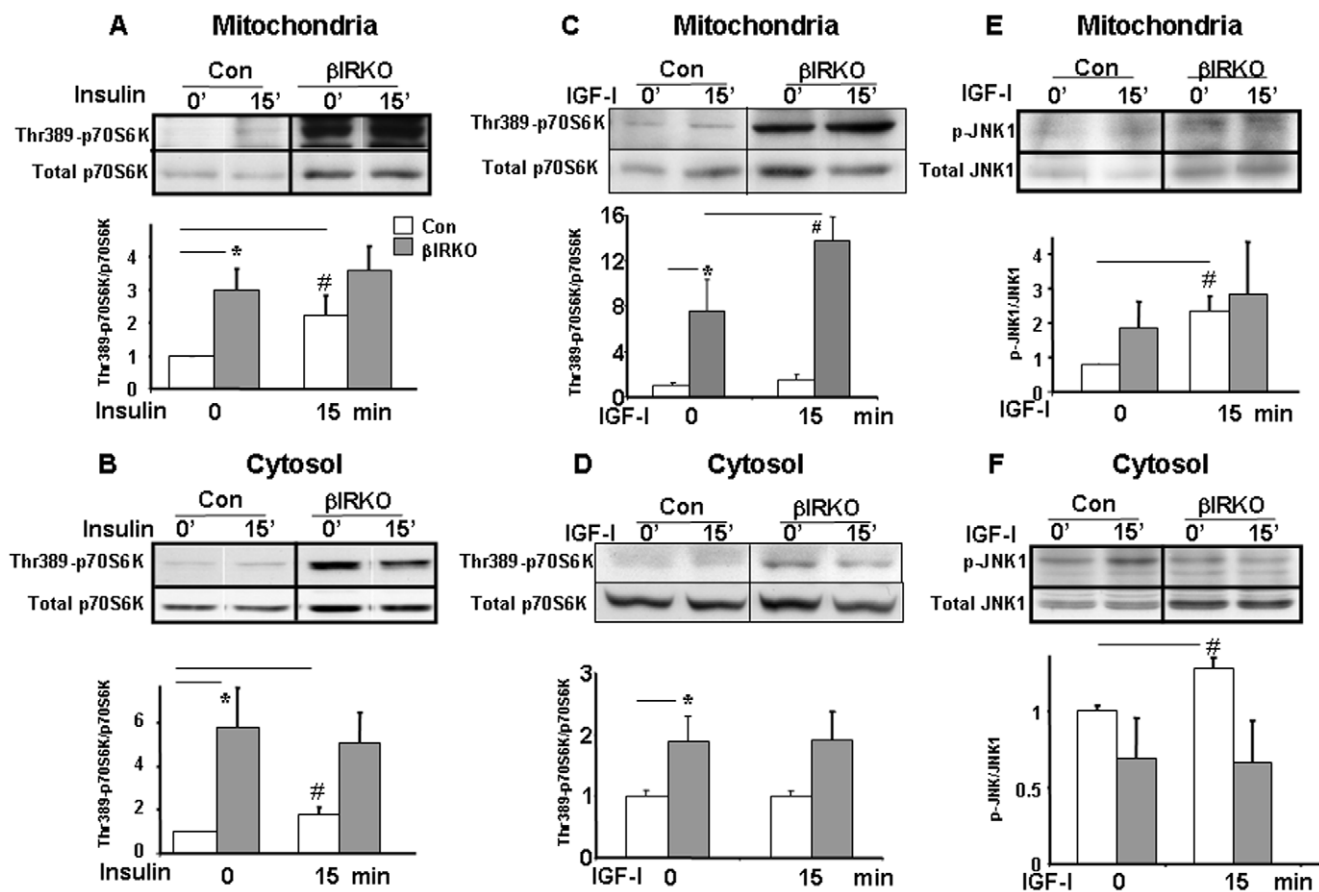 A Mitochondria
Con βIRKO
Insulin 0’ 15’ 0’ 15’
Thr389-p70S6K
Total p70S6K
Con
βIRKO
Thr389-p70S6K/p70S6K
5
4
3
2
1
0
*
#
Insulin 0 15 min
B Cytosol
Con βIRKO
Insulin 0’ 15’ 0’ 15’
Thr389-p70S6K
Total p70S6K
Thr389-p70S6K/p70S6K
6
4
2
0
*
#
Insulin 0 15 min
C Mitochondria
Con βIRKO
IGF-I 0’ 15’ 0’ 15’
Thr389-p70S6K
Total p70S6K
Thr389-p70S6K/p70S6K
16
12
8
4
0
*
#
IGF-I 0 15 min
D Cytosol
Con βIRKO
IGF-I 0’ 15’ 0’ 15’
Thr389-p70S6K
Total p70S6K
Thr389-p70S6K/p70S6K
3
2
1
0
*
IGF-I 0 15 min
E Mitochondria
Con βIRKO
IGF-I 0’ 15’ 0’ 15’
p-JNK1
Total JNK1
p-JNK1/JNK1
4
3
2
1
0
#
IGF-I 0 15 min
F Cytosol
Con βIRKO
IGF-I 0’ 15’ 0’ 15’
p-JNK1
Total JNK1
p-JNK/JNK1
1
0.5
0
#
IGF-I 0 15 min